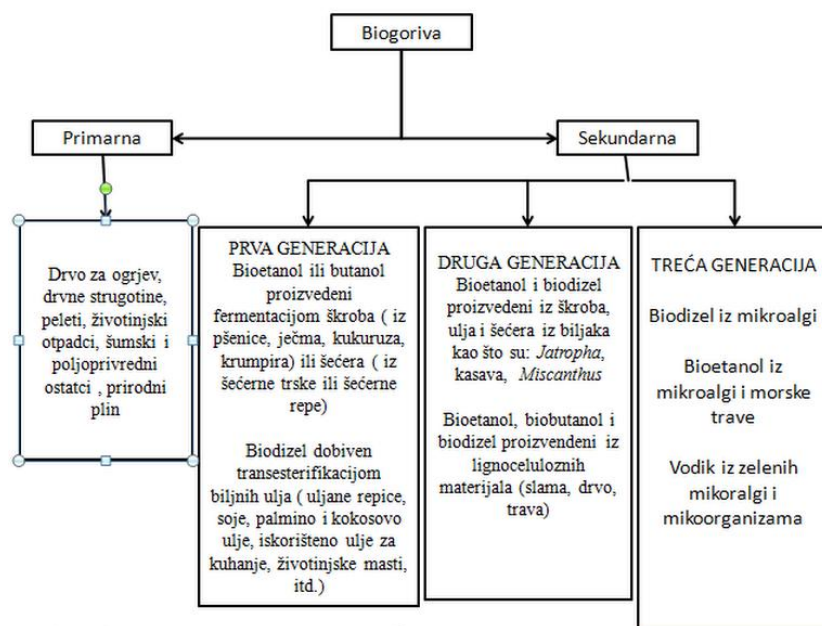 Biogoriva
Primarna
Sekundarna
Drvo za ogrjev,
drvne strugotine,
peleti, životinjski
otpadci, šumski i
poljoprivredni
ostatci , prirodni
plin
PRVA GENERACIJA
Bioetanol ili butanol
proizvedeni
fermentacijom škroba ( iz
pšenice, ječma, kukuruza,
krumpira) ili šećera ( iz
šećerne trske ili šećerne
repe)
Biodizel dobiven
transesterifikacijom
biljnih ulja ( uljane repice,
soje, palmino i kokosovo
ulje, iskorišteno ulje za
kuhanje, životinjske masti,
itd.)
DRUGA GENERACIJA
Bioetanol i biodizel
proizvedeni iz škroba,
ulja i šećera iz biljaka
kao što su: Jatropha,
kasava, Miscanthus
Bioetanol, biobutanol i
biodizel proizvendeni iz
lignoceluloznih
materijala (slama, drvo,
trava)
TREĆA GENERACIJA
Biodizel iz mikroalgi
Bioetanol iz
mikroalgi i morske
trave
Vodik iz zelenih
mikoralgi i
mikoorganizama